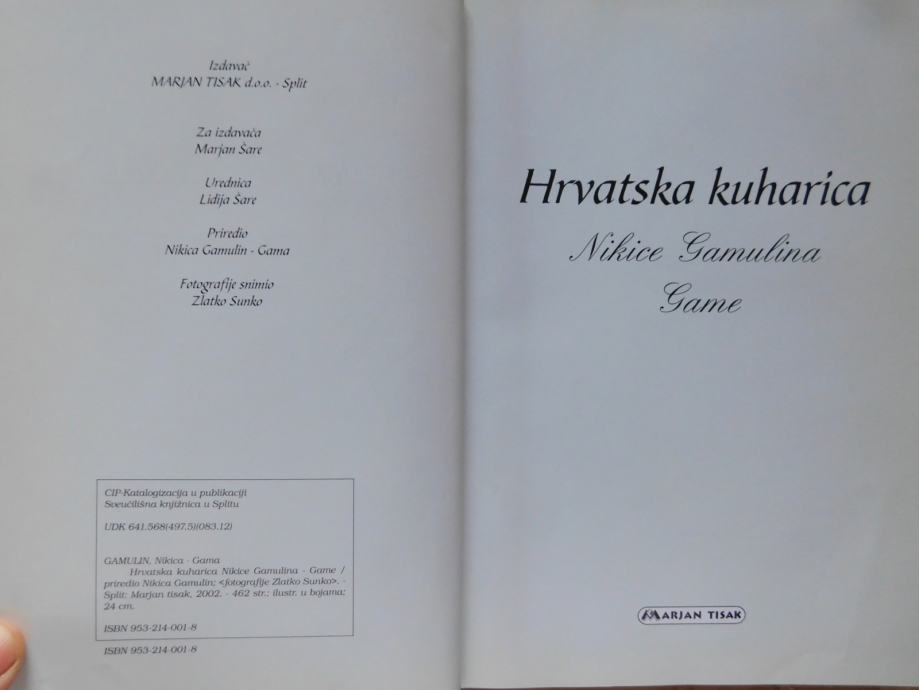 Izdavač
MARJAN TISAK d.o.o. - Split
Za izdavača
Marjan Šare
Urednica
Lidija Šare
Priredio
Nikica Gamulin - Gama
Fotografije snimio
Zlatko Sunko
CIP-Katalogizacija u publikaciji
Sveučilišna knjižnica u Splitu
UDK 641.568(497.5)(083.12)
GAMULIN, Nikica - Gama
Hrvatska kuharica Nikice Gamulina - Game /
priredio Nikica Gamulin; <fotografije Zlatko Sunko>. -
Split: Marjan tisak, 2002. - 462 str.; ilustr. u bojama;
24 cm.
ISBN 953-214-001-8
ISBN 953-214-001-8
Hrvatska kuharica
Nikice Gamulina
Game
MARJAN TISAK